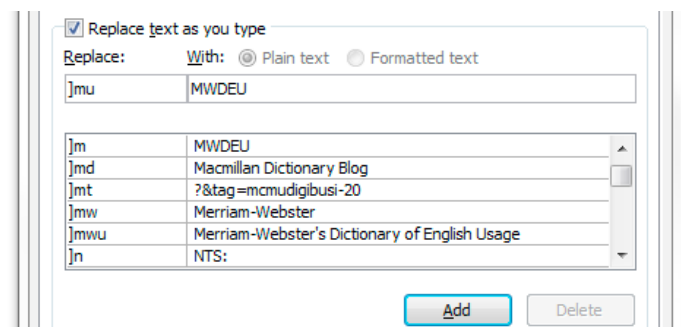 Replace text as you type
Replace: With: Plain text Formatted text
]mu MWDEU
]m MWDEU
]md Macmillan Dictionary Blog
]mt ?&tag=mcmudigibusi-20
]mw Merriam-Webster
]mwu Merriam-Webster's Dictionary of English Usage
]n NTS:
Add Delete